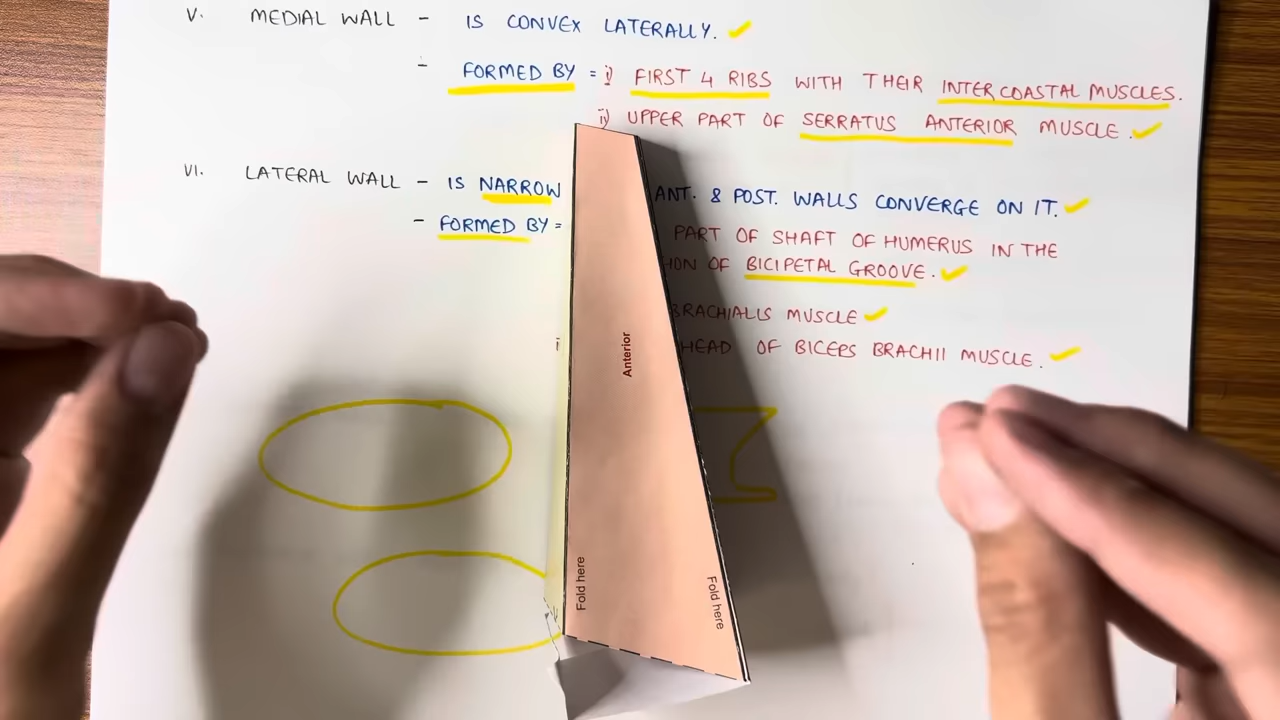 V. MEDIAL WALL - IS CONVEX LATERALLY.
- FORMED BY = i) FIRST 4 RIBS WITH THEIR INTERCOASTAL MUSCLES.
ii) UPPER PART OF SERRATUS ANTERIOR MUSCLE.
VI. LATERAL WALL - IS NARROW ANT. & POST. WALLS CONVERGE ON IT.
- FORMED BY = PART OF SHAFT OF HUMERUS IN THE
OF BICIPETAL GROOVE.
BRACHIALIS MUSCLE
HEAD OF BICEPS BRACHII MUSCLE.
Anterior
Fold here
Fold here